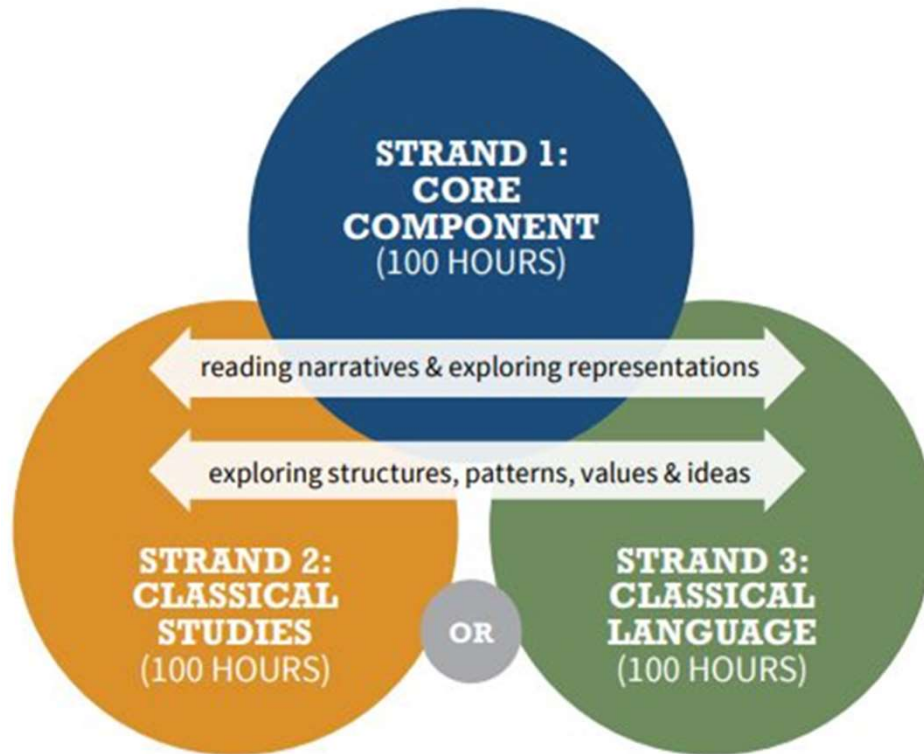 STRAND 1:
CORE
COMPONENT
(100 HOURS)
reading narratives & exploring representations
exploring structures, patterns, values & ideas
STRAND 2:
CLASSICAL
STUDIES
(100 HOURS)
OR
STRAND 3:
CLASSICAL
LANGUAGE
(100 HOURS)